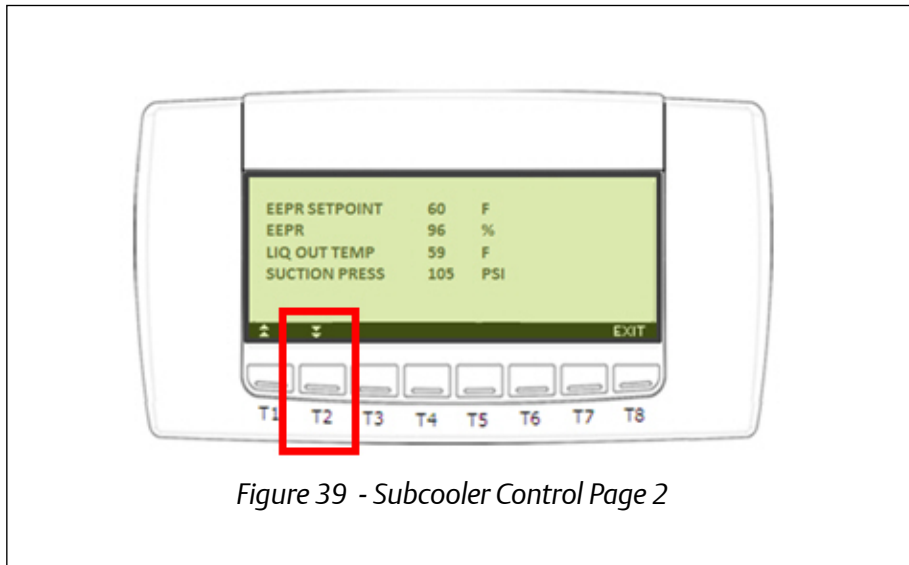 EEPR SETPOINT 60 F
EEPR 96 %
LIQ OUT TEMP 59 F
SUCTION PRESS 105 PSI
EXIT
T1 T2 T3 T4 T5 T6 T7 T8
Figure 39 - Subcooler Control Page 2